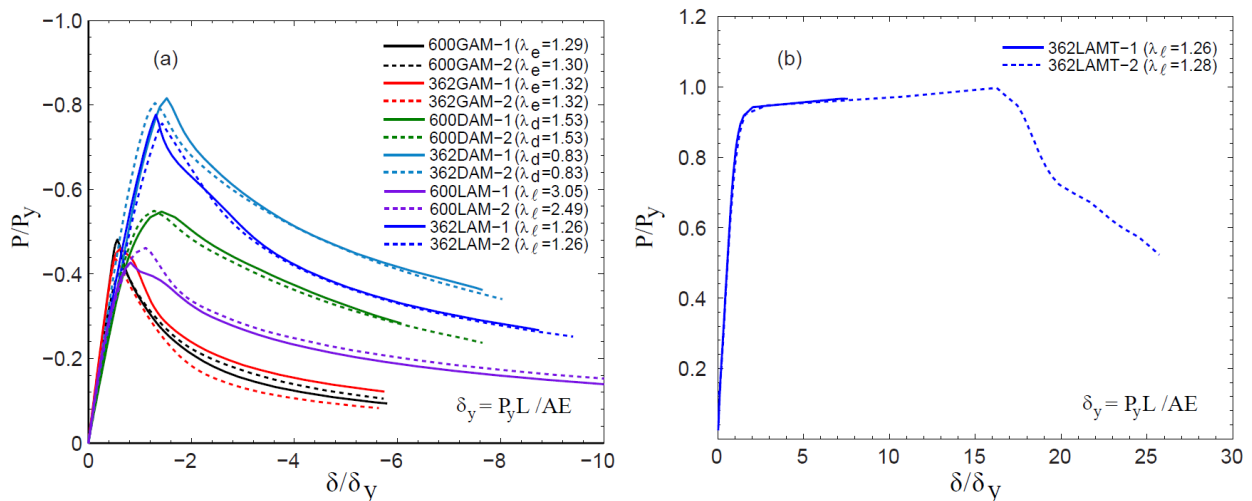 −1.0
−0.8
−0.6
−0.4
−0.2
0
P/Py
(a)
600GAM−1(λe=1.29)
600GAM−2(λe=1.30)
362GAM−1(λe=1.32)
362GAM−2(λe=1.32)
600DAM−1(λd=1.53)
600DAM−2(λd=1.53)
362DAM−1(λd=0.83)
362DAM−2(λd=0.83)
600LAM−1(λℓ=3.05)
600LAM−2(λℓ=2.49)
362LAM−1(λℓ=1.26)
362LAM−2(λℓ=1.26)
δy = PyL /AE
0 −2 −4 −6 −8 −10
δ/δy
1.2
1.0
0.8
0.6
0.4
0.2
P/Py
(b)
362LAMT−1(λℓ=1.26)
362LAMT−2(λℓ=1.28)
δy = PyL /AE
0 5 10 15 20 25 30
δ/δy